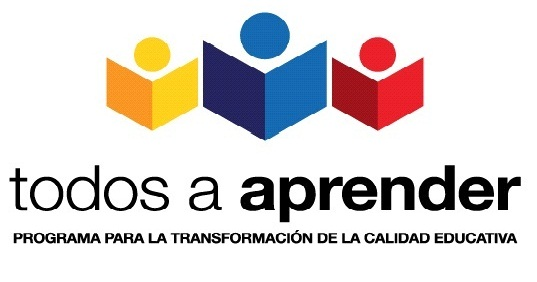 todos a aprender
PROGRAMA PARA LA TRANSFORMACIÓN DE LA CALIDAD EDUCATIVA